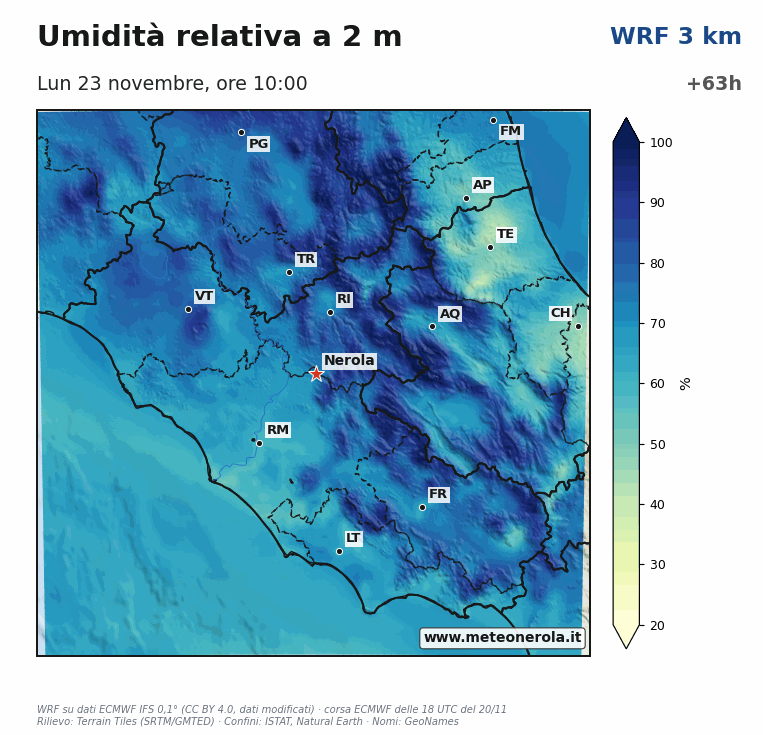 Umidità relativa a 2 m
WRF 3 km
Lun 23 novembre, ore 10:00
+63h
FM
PG
AP
TE
TR
VT
RI
AQ
CH
Nerola
RM
FR
LT
www.meteonerola.it
100
90
80
70
60
50
40
30
20
%
WRF su dati ECMWF IFS 0,1° (CC BY 4.0, dati modificati) · corsa ECMWF delle 18 UTC del 20/11
Rilievo: Terrain Tiles (SRTM/GMTED) · Confini: ISTAT, Natural Earth · Nomi: GeoNames